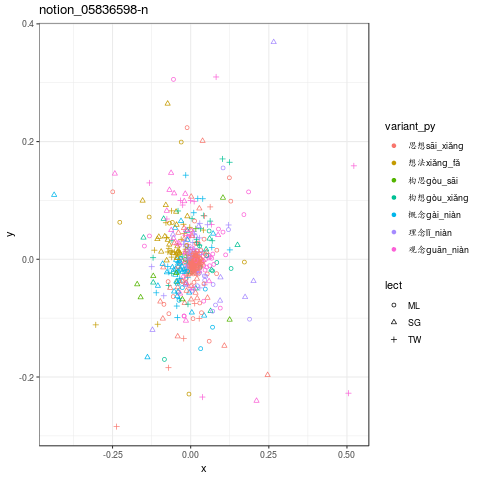 notion_05836598-n
0.4
0.2
0.0
-0.2
y
-0.25
0.00
0.25
0.50
x
variant_py
思想sāi_xiǎng
想法xiǎng_fǎ
构思gòu_sāi
构想gòu_xiǎng
概念gài_niàn
理念lǐ_niàn
观念guān_niàn
lect
ML
SG
TW